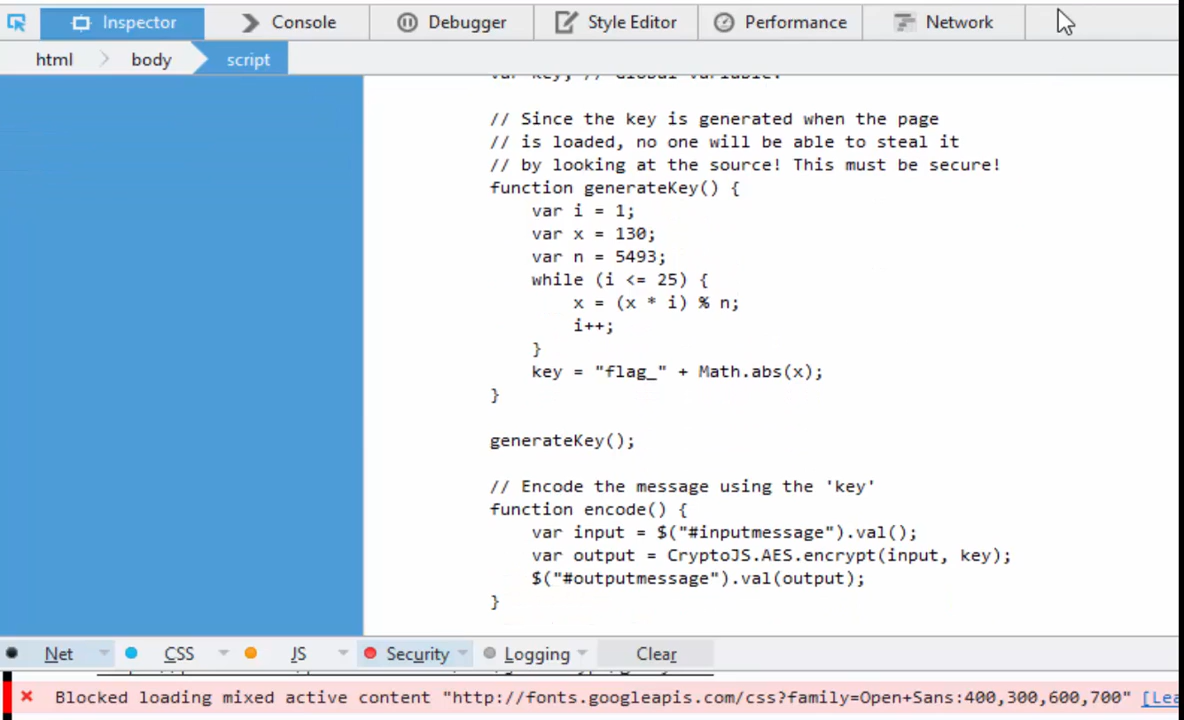 Inspector Console Debugger Style Editor Performance Network
html body script
var key; // Global variable.
// Since the key is generated when the page
// is loaded, no one will be able to steal it
// by looking at the source! This must be secure!
function generateKey() {
var i = 1;
var x = 130;
var n = 5493;
while (i <= 25) {
x = (x * i) % n;
i++;
}
key = "flag_" + Math.abs(x);
}
generateKey();
// Encode the message using the 'key'
function encode() {
var input = $("#inputmessage").val();
var output = CryptoJS.AES.encrypt(input, key);
$("#outputmessage").val(output);
}
Net CSS JS Security Logging Clear
Blocked loading mixed active content "http://fonts.googleapis.com/css?family=Open+Sans:400,300,600,700" [Lea